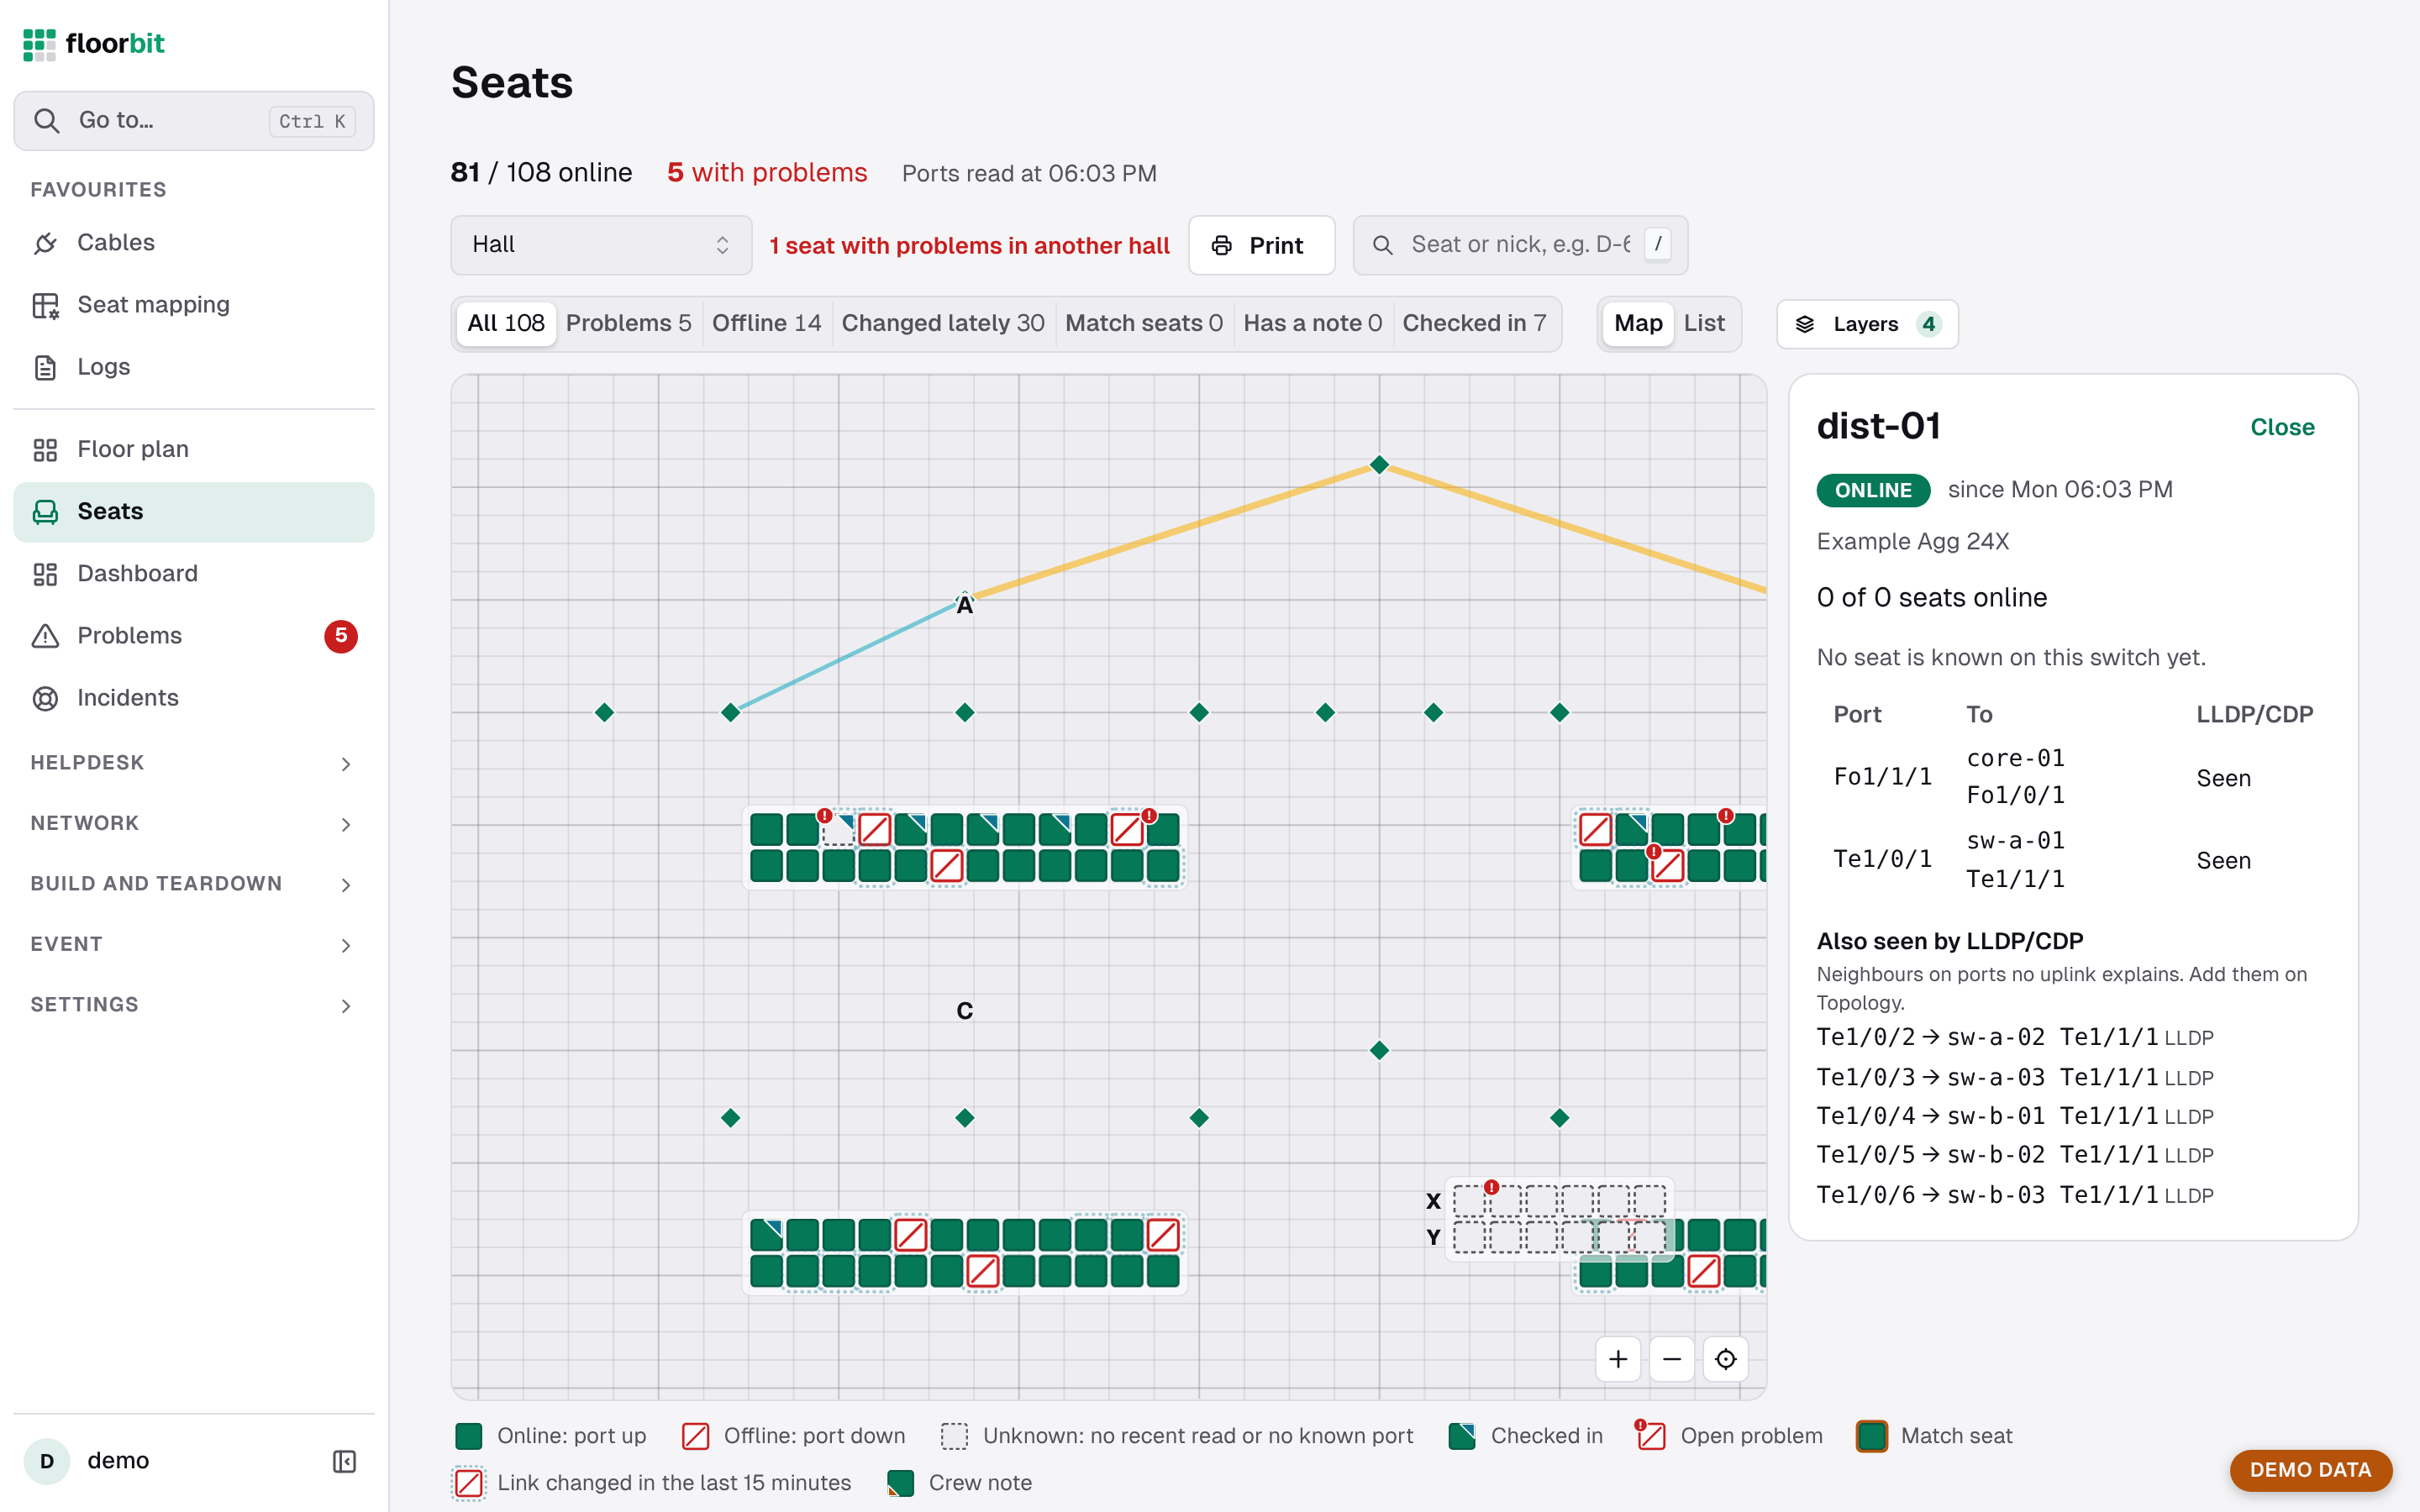 floorbit
Go to... Ctrl K
FAVOURITES
Cables
Seat mapping
Logs
Floor plan
Seats
Dashboard
Problems 5
Incidents
HELPDESK
NETWORK
BUILD AND TEARDOWN
EVENT
SETTINGS
D demo
Seats
81 / 108 online 5 with problems Ports read at 06:03 PM
Hall 1 seat with problems in another hall Print Seat or nick, e.g. D-6 /
All 108 Problems 5 Offline 14 Changed lately 30 Match seats 0 Has a note 0 Checked in 7 Map List Layers 4
A
C
X
Y
+ −
dist-01 Close
ONLINE since Mon 06:03 PM
Example Agg 24X
0 of 0 seats online
No seat is known on this switch yet.
Port To LLDP/CDP
Fo1/1/1 core-01 Fo1/0/1 Seen
Te1/0/1 sw-a-01 Te1/1/1 Seen
Also seen by LLDP/CDP
Neighbours on ports no uplink explains. Add them on
Topology.
Te1/0/2 → sw-a-02 Te1/1/1 LLDP
Te1/0/3 → sw-a-03 Te1/1/1 LLDP
Te1/0/4 → sw-b-01 Te1/1/1 LLDP
Te1/0/5 → sw-b-02 Te1/1/1 LLDP
Te1/0/6 → sw-b-03 Te1/1/1 LLDP
Online: port up Offline: port down Unknown: no recent read or no known port Checked in Open problem Match seat
Link changed in the last 15 minutes Crew note
DEMO DATA